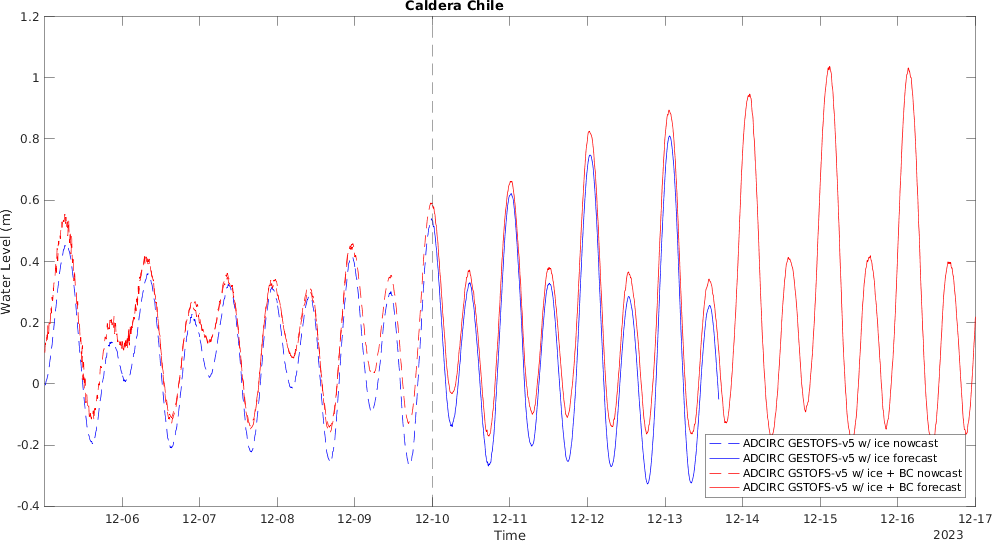 Caldera Chile
Water Level (m)
1.2
1
0.8
0.6
0.4
0.2
0
-0.2
-0.4
12-06 12-07 12-08 12-09 12-10 12-11 12-12 12-13 12-14 12-15 12-16 12-17
Time
2023
ADCIRC GESTOFS-v5 w/ ice nowcast
ADCIRC GESTOFS-v5 w/ ice forecast
ADCIRC GSTOFS-v5 w/ ice + BC nowcast
ADCIRC GSTOFS-v5 w/ ice + BC forecast